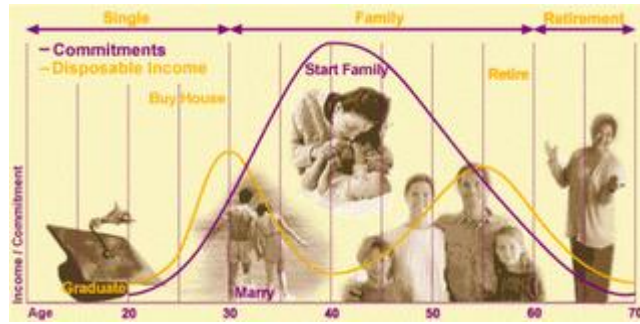 Single Family Retirement
Commitments
Disposable Income
Start Family
Retire
Buy House
Income / Commitment
Graduate
Marry
Age 20 30 40 50 60 70